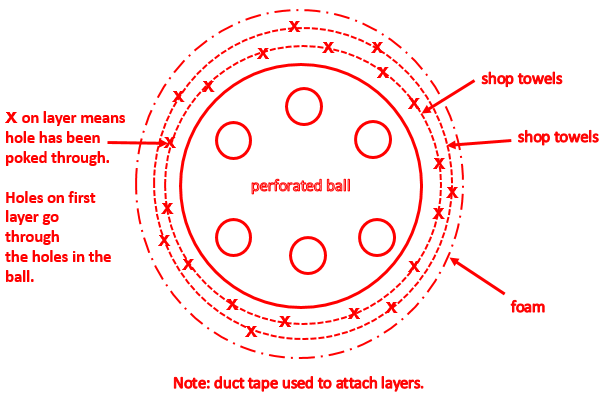 shop towels
X on layer means
hole has been
poked through.
shop towels
perforated ball
Holes on first
layer go
through
the holes in the
ball.
foam
Note: duct tape used to attach layers.